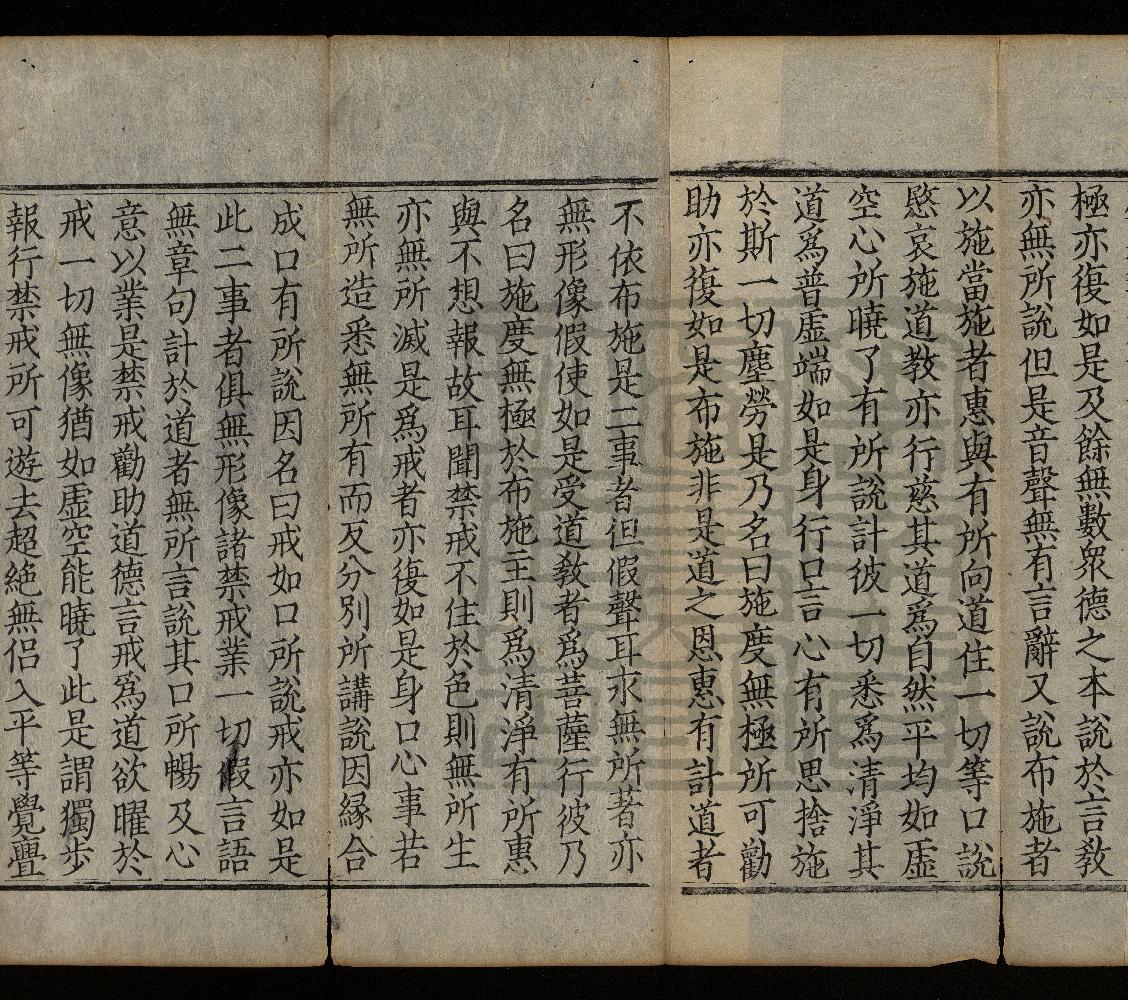 極亦復如是及餘無數衆德之本說於言教
亦無所說但是音聲無有言辭又說布施者
以施當施者惠與有所向道住一切等口說
愍哀施道教亦行慈其道爲自然平均如虛
空心所曉了有所說計彼一切悉爲清淨其
道爲普虛端如是身行口言心有所思捨施
於斯一切塵勞是乃名曰施度無極所可勸
助亦復如是布施非是道之恩惠有計道者
不依布施是二事者但假聲耳永無所著亦
無形像假使如是受道教者爲菩薩行彼乃
名曰施度無極於布施主則爲清淨有所惠
與不想報故耳聞禁戒不住於色則無所生
亦無所滅是爲戒者亦復如是身口心事若
無所造悉無所有而反分別所講說因緣合
成口有所說因名曰戒如口所說戒亦如是
此二事者俱無形像諸禁戒業一切假言語
無章句計於道者無所言說其口所暢及心
意以業是禁戒勸助道德言戒爲道欲曜於
戒一切無像猶如虛空能曉了此是謂獨步
報行禁戒所可遊去超絶無侶入平等覺亹